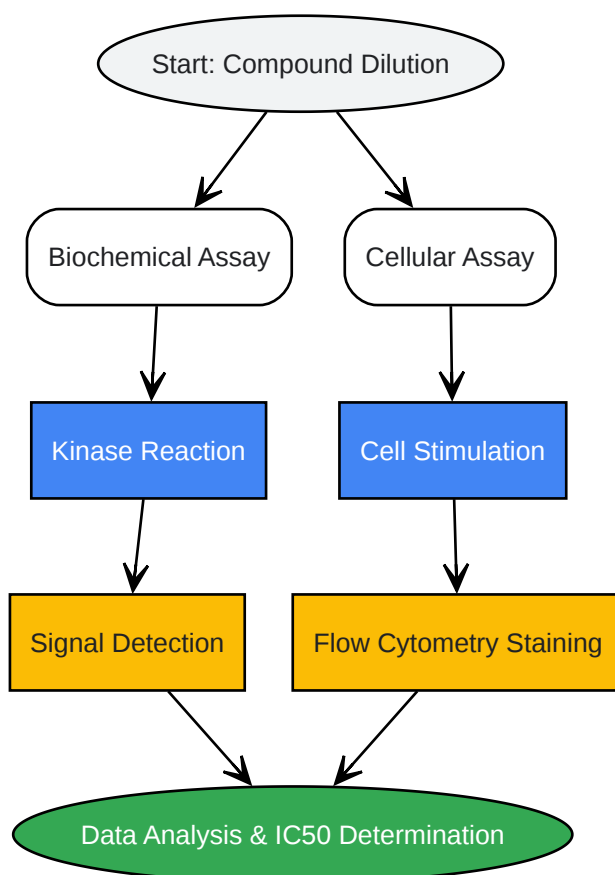 Start: Compound Dilution
Biochemical Assay
Cellular Assay
Kinase Reaction
Cell Stimulation
Signal Detection
Flow Cytometry Staining
Data Analysis & IC50 Determination